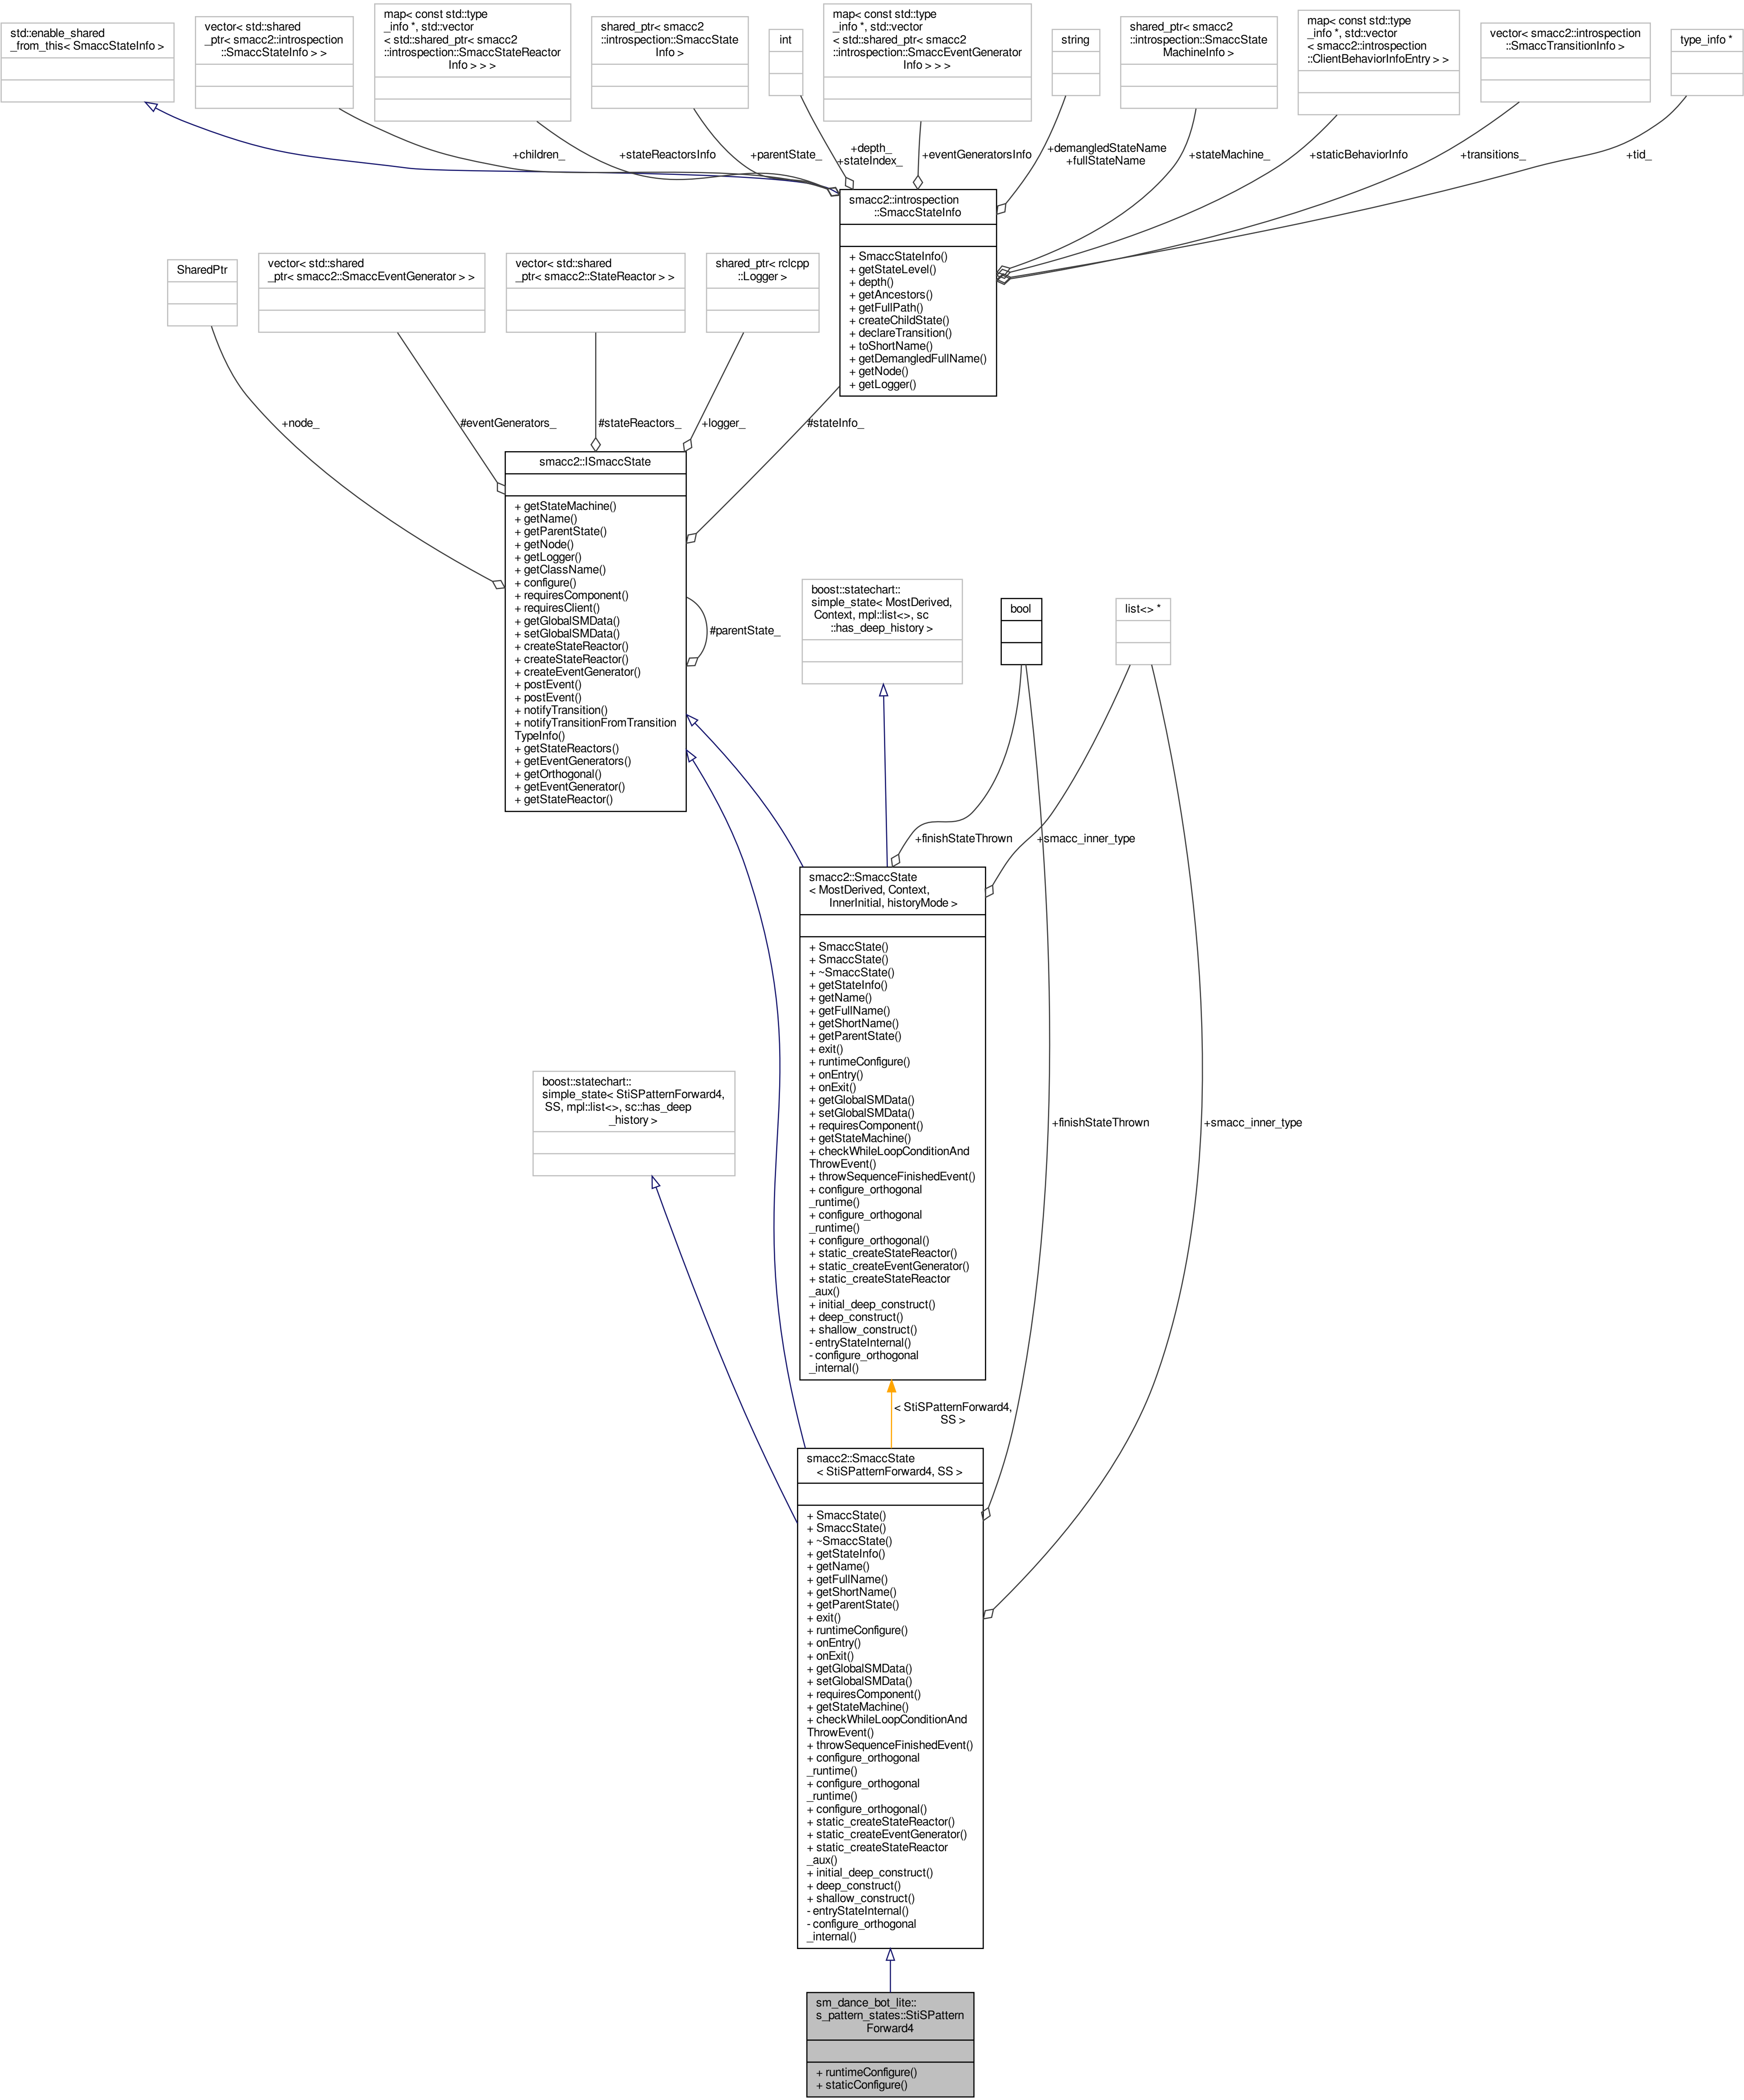 std::enable_shared
_from_this< SmaccStateInfo >
vector< std::shared
_ptr< smacc2::introspection
::SmaccStateInfo > >
map< const std::type
_info *, std::vector
< std::shared_ptr< smacc2
::introspection::SmaccStateReactor
Info > > >
shared_ptr< smacc2
::introspection::SmaccState
Info >
int
map< const std::type
_info *, std::vector
< std::shared_ptr< smacc2
::introspection::SmaccEventGenerator
Info > > >
string
shared_ptr< smacc2
::introspection::SmaccState
MachineInfo >
map< const std::type
_info *, std::vector
< smacc2::introspection
::ClientBehaviorInfoEntry > >
vector< smacc2::introspection
::SmaccTransitionInfo >
type_info *
+children_
+stateReactorsInfo
+parentState_
+depth_
+stateIndex_
+eventGeneratorsInfo
+demangledStateName
+fullStateName
+stateMachine_
+staticBehaviorInfo
+transitions_
+tid_
smacc2::introspection
::SmaccStateInfo
+ SmaccStateInfo()
+ getStateLevel()
+ depth()
+ getAncestors()
+ getFullPath()
+ createChildState()
+ declareTransition()
+ toShortName()
+ getDemangledFullName()
+ getNode()
+ getLogger()
SharedPtr
vector< std::shared
_ptr< smacc2::SmaccEventGenerator > >
vector< std::shared
_ptr< smacc2::StateReactor > >
shared_ptr< rclcpp
::Logger >
+node_
#eventGenerators_
#stateReactors_
+logger_
#stateInfo_
smacc2::ISmaccState
+ getStateMachine()
+ getName()
+ getParentState()
+ getNode()
+ getLogger()
+ getClassName()
+ configure()
+ requiresComponent()
+ requiresClient()
+ getGlobalSMData()
+ setGlobalSMData()
+ createStateReactor()
+ createStateReactor()
+ createEventGenerator()
+ postEvent()
+ postEvent()
+ notifyTransition()
+ notifyTransitionFromTransition
TypeInfo()
+ getStateReactors()
+ getEventGenerators()
+ getOrthogonal()
+ getEventGenerator()
+ getStateReactor()
#parentState_
boost::statechart::
simple_state< MostDerived,
Context, mpl::list<>, sc
::has_deep_history >
bool
list<> *
+finishStateThrown
+smacc_inner_type
smacc2::SmaccState
< MostDerived, Context,
InnerInitial, historyMode >
+ SmaccState()
+ SmaccState()
+ ~SmaccState()
+ getStateInfo()
+ getName()
+ getFullName()
+ getShortName()
+ getParentState()
+ exit()
+ runtimeConfigure()
+ onEntry()
+ onExit()
+ getGlobalSMData()
+ setGlobalSMData()
+ requiresComponent()
+ getStateMachine()
+ checkWhileLoopConditionAnd
ThrowEvent()
+ throwSequenceFinishedEvent()
+ configure_orthogonal
_runtime()
+ configure_orthogonal
_runtime()
+ configure_orthogonal()
+ static_createStateReactor()
+ static_createEventGenerator()
+ static_createStateReactor
_aux()
+ initial_deep_construct()
+ deep_construct()
+ shallow_construct()
- entryStateInternal()
- configure_orthogonal
_internal()
boost::statechart::
simple_state< StiSPatternForward4,
SS, mpl::list<>, sc::has_deep
_history >
+finishStateThrown
+smacc_inner_type
< StiSPatternForward4,
SS >
smacc2::SmaccState
< StiSPatternForward4, SS >
+ SmaccState()
+ SmaccState()
+ ~SmaccState()
+ getStateInfo()
+ getName()
+ getFullName()
+ getShortName()
+ getParentState()
+ exit()
+ runtimeConfigure()
+ onEntry()
+ onExit()
+ getGlobalSMData()
+ setGlobalSMData()
+ requiresComponent()
+ getStateMachine()
+ checkWhileLoopConditionAnd
ThrowEvent()
+ throwSequenceFinishedEvent()
+ configure_orthogonal
_runtime()
+ configure_orthogonal
_runtime()
+ configure_orthogonal()
+ static_createStateReactor()
+ static_createEventGenerator()
+ static_createStateReactor
_aux()
+ initial_deep_construct()
+ deep_construct()
+ shallow_construct()
- entryStateInternal()
- configure_orthogonal
_internal()
sm_dance_bot_lite::
s_pattern_states::StiSPattern
Forward4
+ runtimeConfigure()
+ staticConfigure()